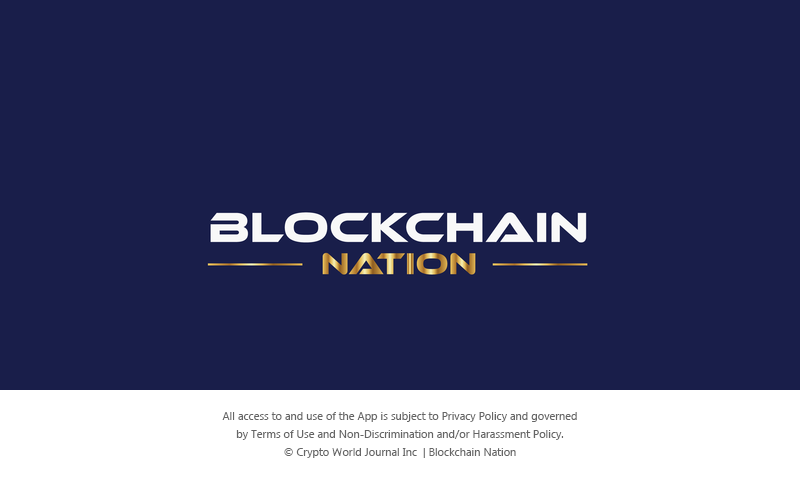 BLOCKCHAIN
NATION
All access to and use of the App is subject to Privacy Policy and governed
by Terms of Use and Non-Discrimination and/or Harassment Policy.
© Crypto World Journal Inc | Blockchain Nation